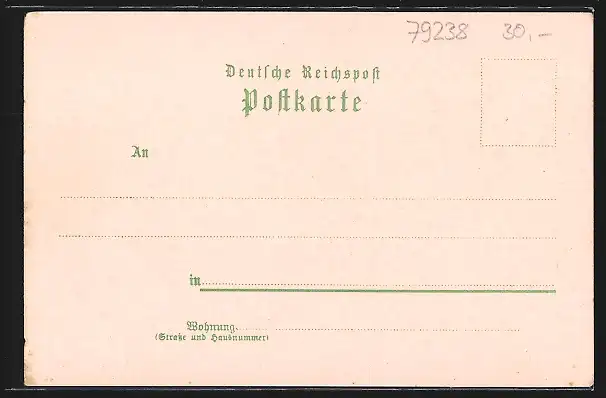 79238 30,-
Deutſche Reichspoſt
Poſtkarte
An
in
Wohnung
(Straße und Hausnummer)